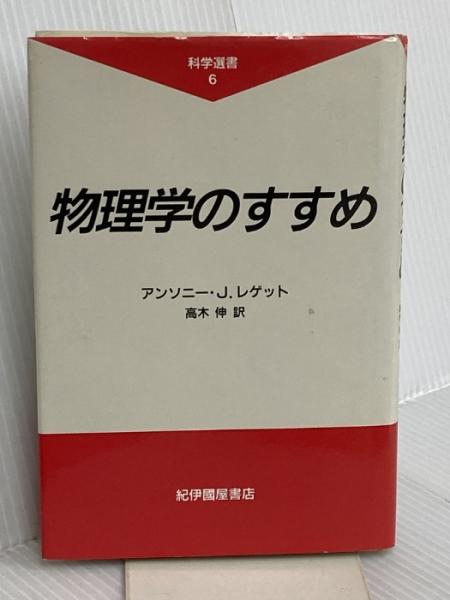 科学選書
6
物理学のすすめ
アンソニー・J.レゲット
高木 伸 訳
紀伊國屋書店